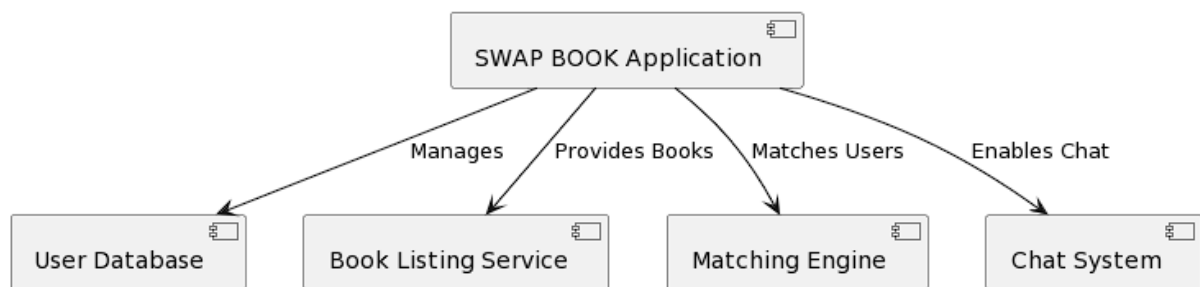 SWAP BOOK Application
Manages
Provides Books
Matches Users
Enables Chat
User Database
Book Listing Service
Matching Engine
Chat System